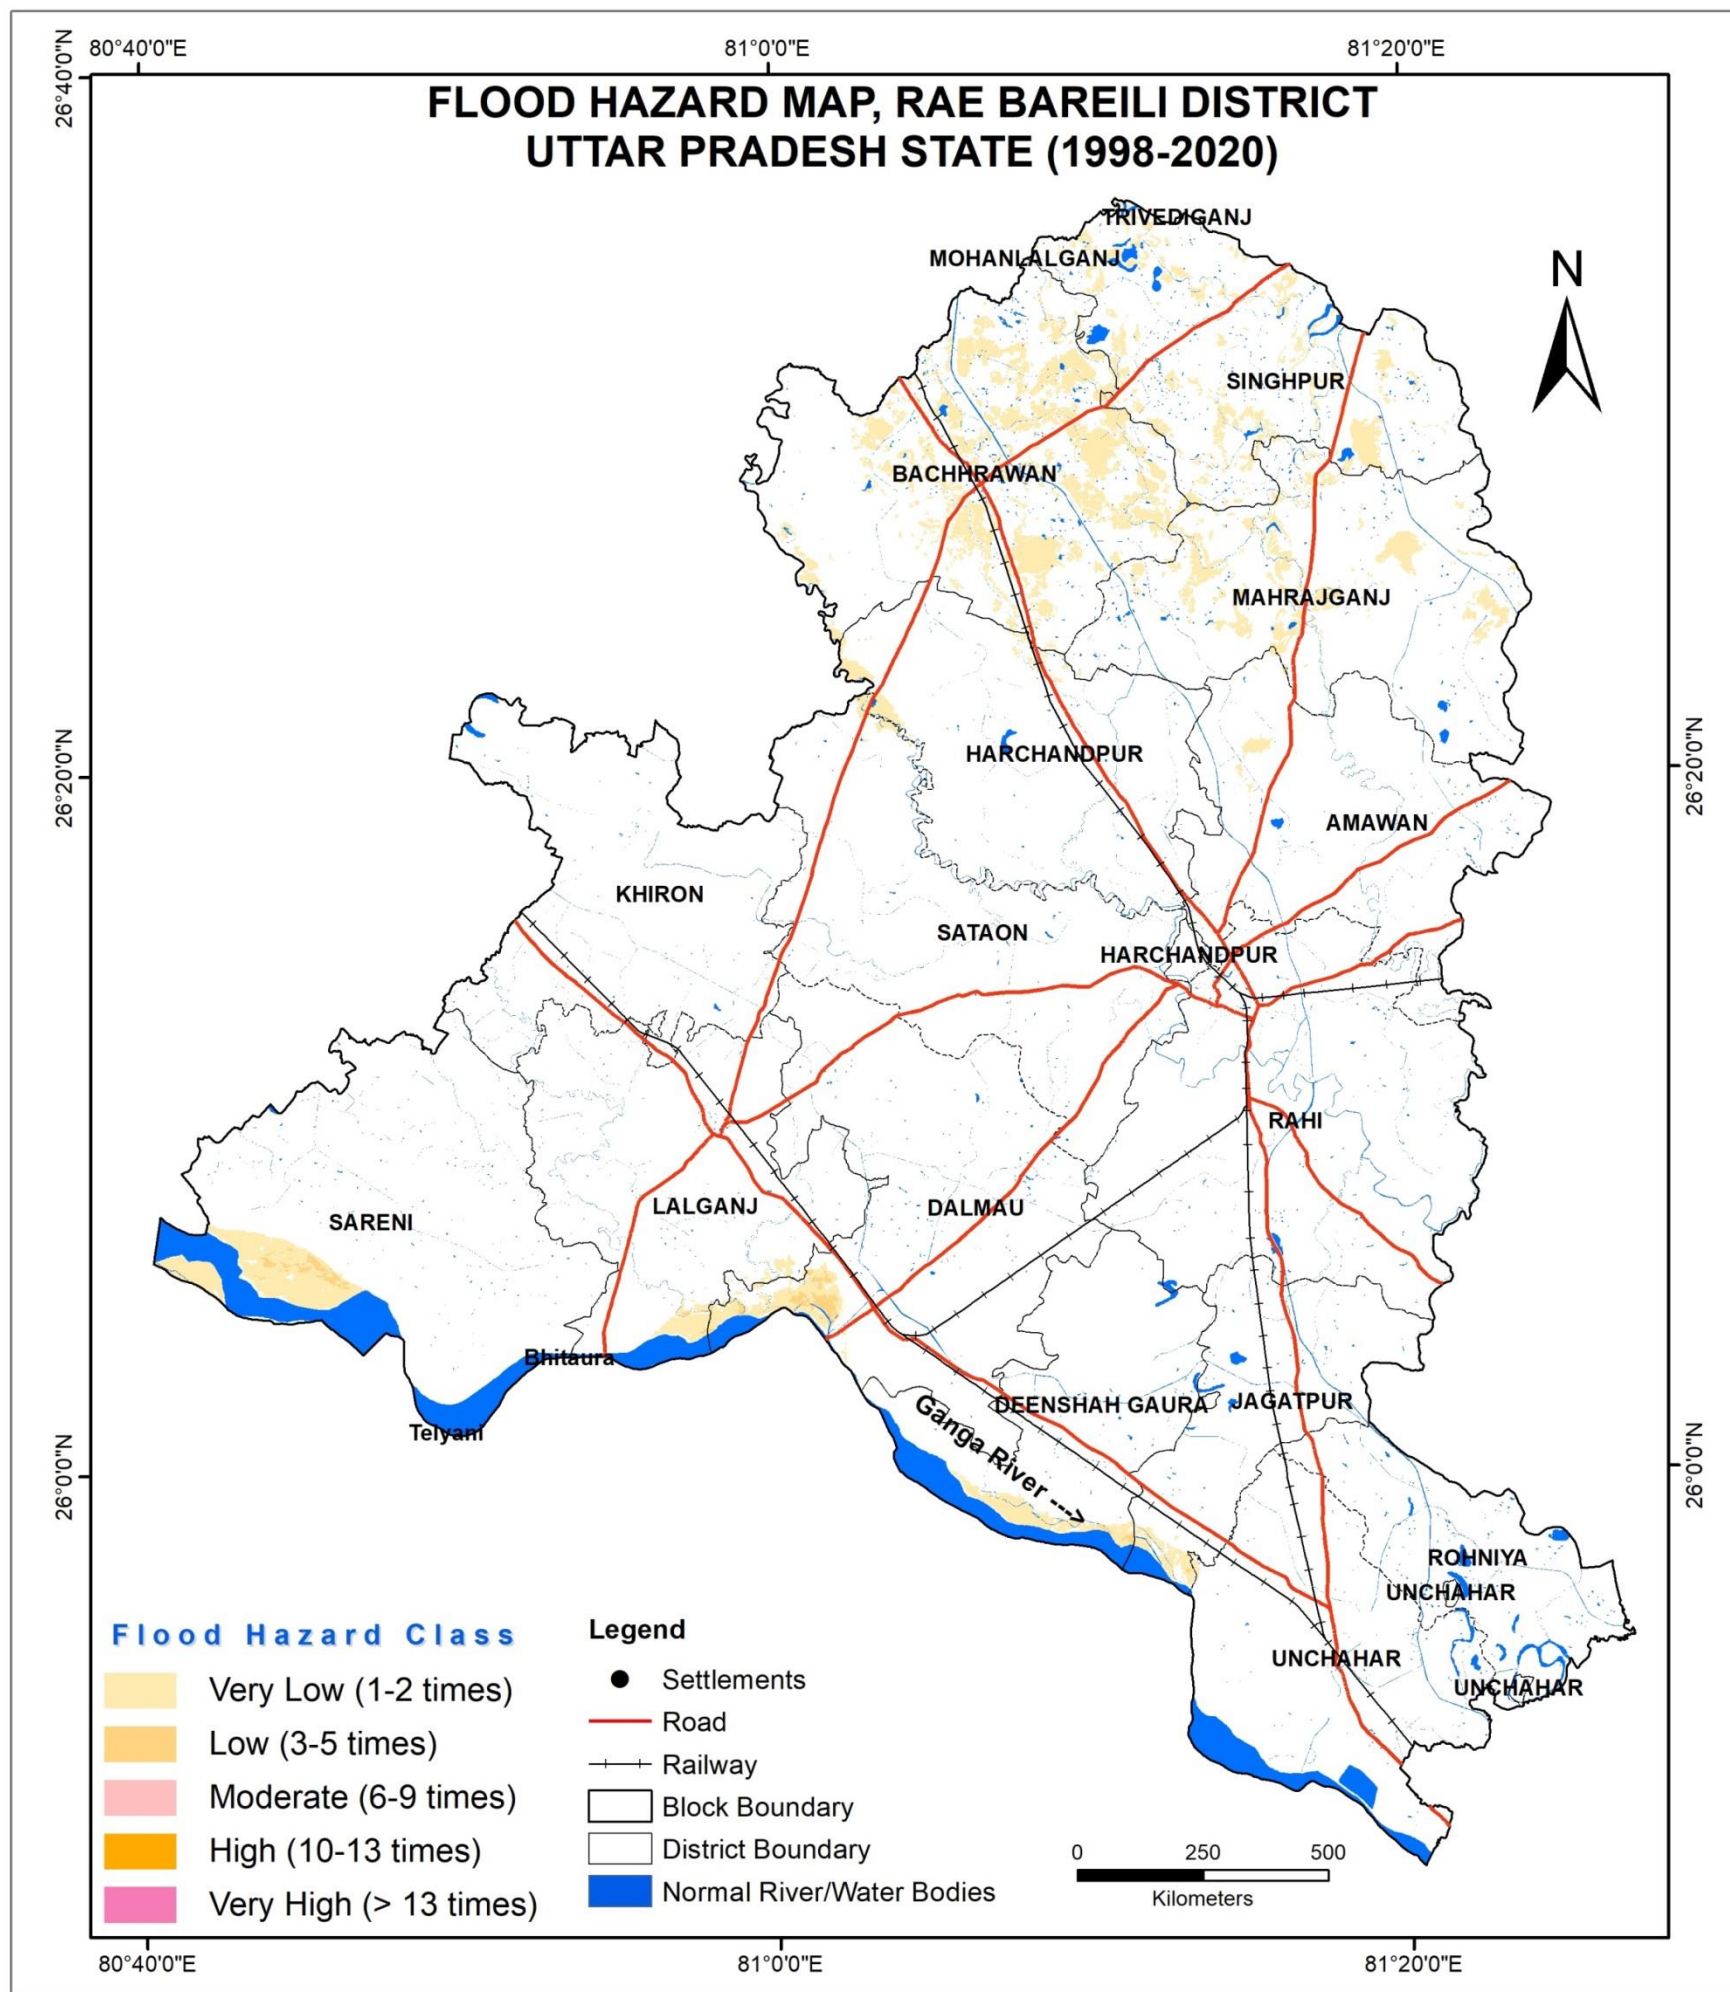 80°40'0"E
81°0'0"E
81°20'0"E
26°40'0"N
FLOOD HAZARD MAP, RAE BAREILI DISTRICT
UTTAR PRADESH STATE (1998-2020)
TRIVEDIGANJ
MOHANLALGANJ
N
SINGHPUR
BACHHRAWAN
MAHRAJGANJ
26°20'0"N
26°20'0"N
HARCHANDPUR
AMAWAN
KHIRON
SATAON
HARCHANDPUR
RAHI
LALGANJ
DALMAU
SARENI
Bhitaura
Telyani
DEENSHAH GAURA
JAGATPUR
Ganga River --->
26°0'0"N
26°0'0"N
ROHNIYA
UNCHAHAR
UNCHAHAR
UNCHAHAR
Flood Hazard Class
Very Low (1-2 times)
Low (3-5 times)
Moderate (6-9 times)
High (10-13 times)
Very High (> 13 times)
Legend
Settlements
Road
Railway
Block Boundary
District Boundary
Normal River/Water Bodies
0 250 500
Kilometers
80°40'0"E
81°0'0"E
81°20'0"E